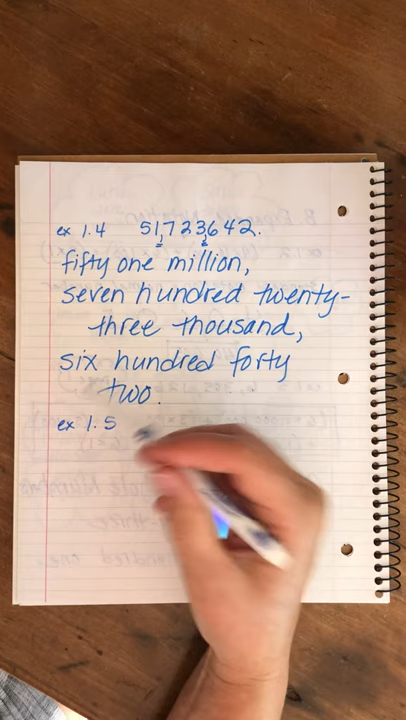 ex 1.4 51,723,642.
fifty one million,
seven hundred twenty-
three thousand,
six hundred forty
two.
ex 1.5